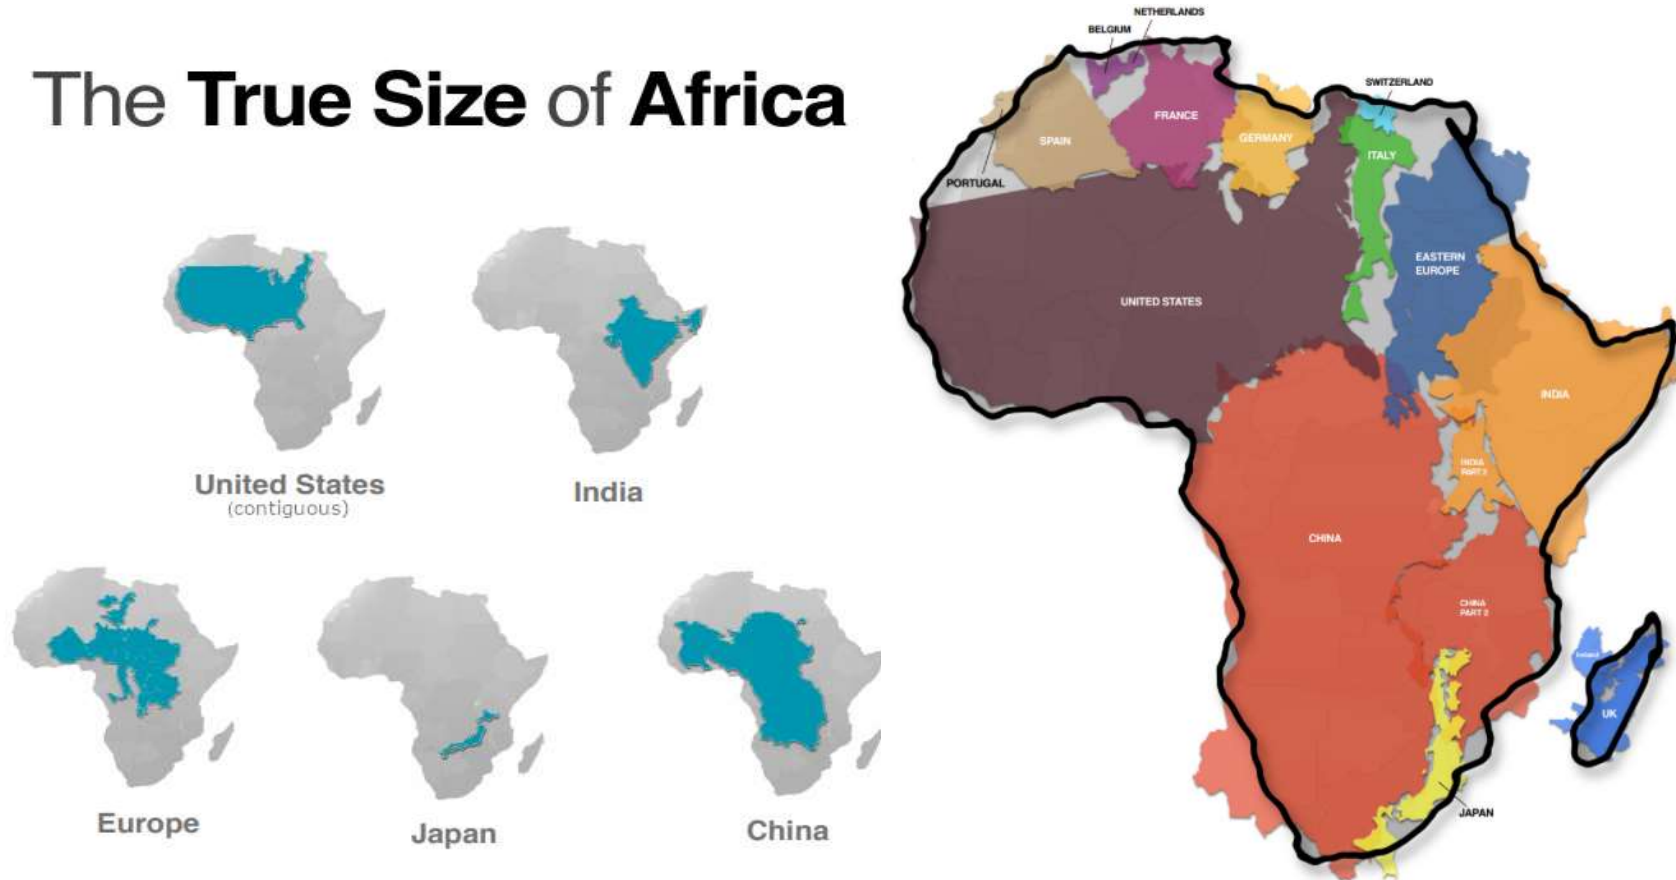 The True Size of Africa
United States
(contiguous)
India
Europe
Japan
China
NETHERLANDS
BELGIUM
SWITZERLAND
FRANCE
GERMANY
SPAIN
ITALY
PORTUGAL
EASTERN
EUROPE
UNITED STATES
INDIA
INDIA
PART 2
CHINA
CHINA
PART 2
Ireland
UK
JAPAN